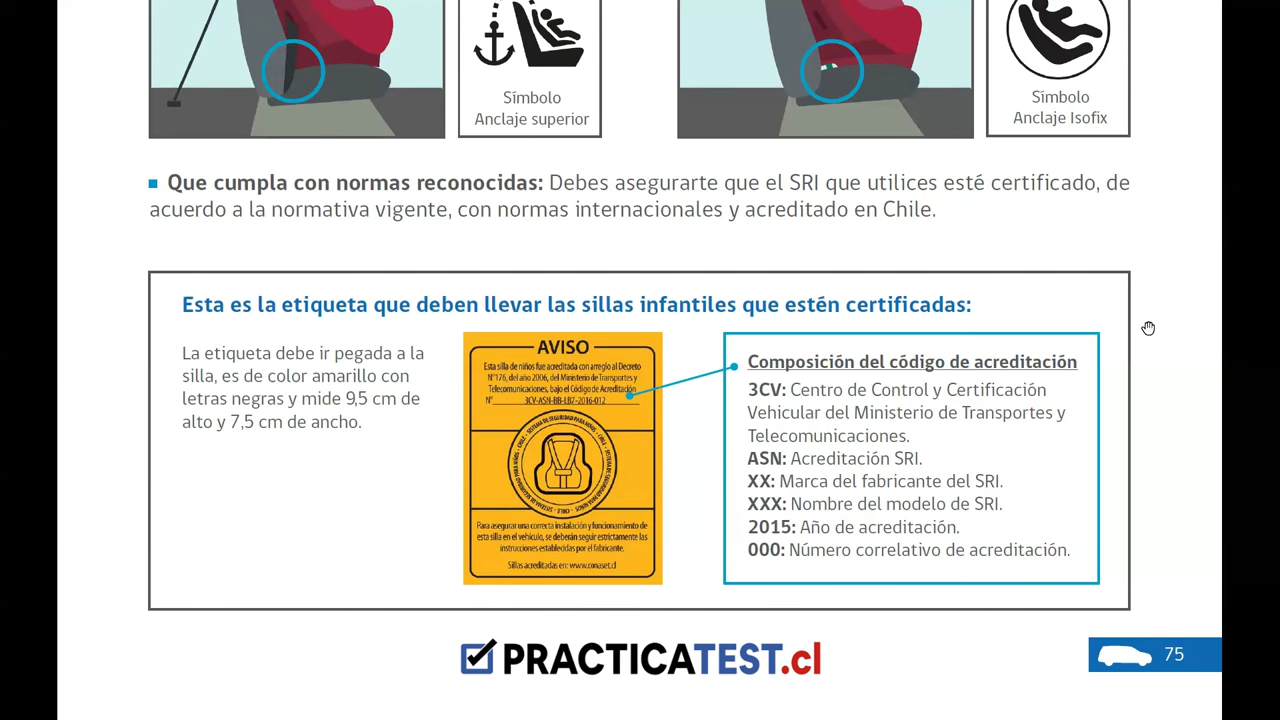 Símbolo
Anclaje superior
Símbolo
Anclaje Isofix
Que cumpla con normas reconocidas: Debes asegurarte que el SRI que utilices esté certificado, de
acuerdo a la normativa vigente, con normas internacionales y acreditado en Chile.
Esta es la etiqueta que deben llevar las sillas infantiles que estén certificadas:
La etiqueta debe ir pegada a la
silla, es de color amarillo con
letras negras y mide 9,5 cm de
alto y 7,5 cm de ancho.
AVISO
Esta silla de niños fue acreditada con arreglo al Decreto
N°176, del año 2006, del Ministerio de Transportes y
Telecomunicaciones, bajo el Código de Acreditación
N° 3CV-ASN-BB-LB7-2016-012
SISTEMA DE SEGURIDAD PARA NIÑOS - CHILE -
Para asegurar una correcta instalación y funcionamiento de
esta silla en el vehículo, se deberán seguir estrictamente las
instrucciones establecidas por el fabricante.
Sillas acreditadas en: www.conaset.cl
Composición del código de acreditación
3CV: Centro de Control y Certificación
Vehicular del Ministerio de Transportes y
Telecomunicaciones.
ASN: Acreditación SRI.
XX: Marca del fabricante del SRI.
XXX: Nombre del modelo de SRI.
2015: Año de acreditación.
000: Número correlativo de acreditación.
PRACTICATEST.cl
75